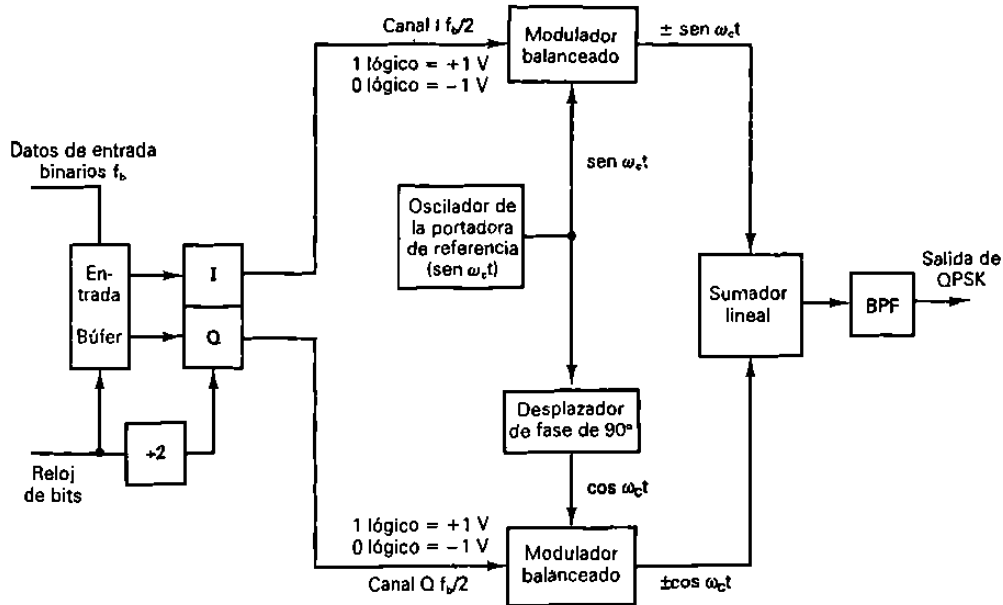 Canal I f_b/2
1 lógico = +1 V
0 lógico = −1 V
Modulador
balanceado
± sen ω_ct
Datos de entrada
binarios f_b
En-
trada
Búfer
I
Q
÷2
Reloj
de bits
sen ω_ct
Oscilador de
la portadora
de referencia
(sen ω_ct)
Desplazador
de fase de 90°
cos ω_ct
Sumador
lineal
BPF
Salida de
QPSK
1 lógico = +1 V
0 lógico = −1 V
Canal Q f_b/2
Modulador
balanceado
±cos ω_ct